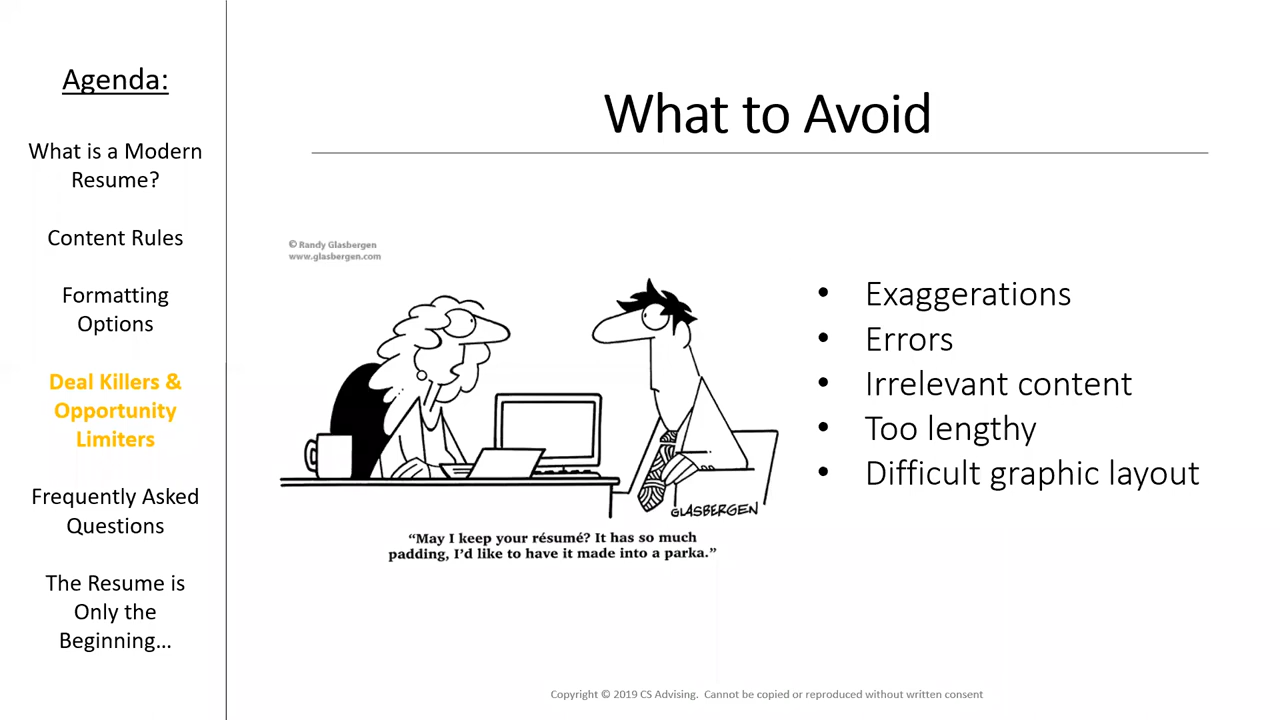 Agenda:
What is a Modern
Resume?
Content Rules
Formatting
Options
Deal Killers &
Opportunity
Limiters
Frequently Asked
Questions
The Resume is
Only the
Beginning…
What to Avoid
© Randy Glasbergen
www.glasbergen.com
GLASBERGEN
“May I keep your résumé? It has so much
padding, I’d like to have it made into a parka.”
• Exaggerations
• Errors
• Irrelevant content
• Too lengthy
• Difficult graphic layout
Copyright © 2019 CS Advising. Cannot be copied or reproduced without written consent